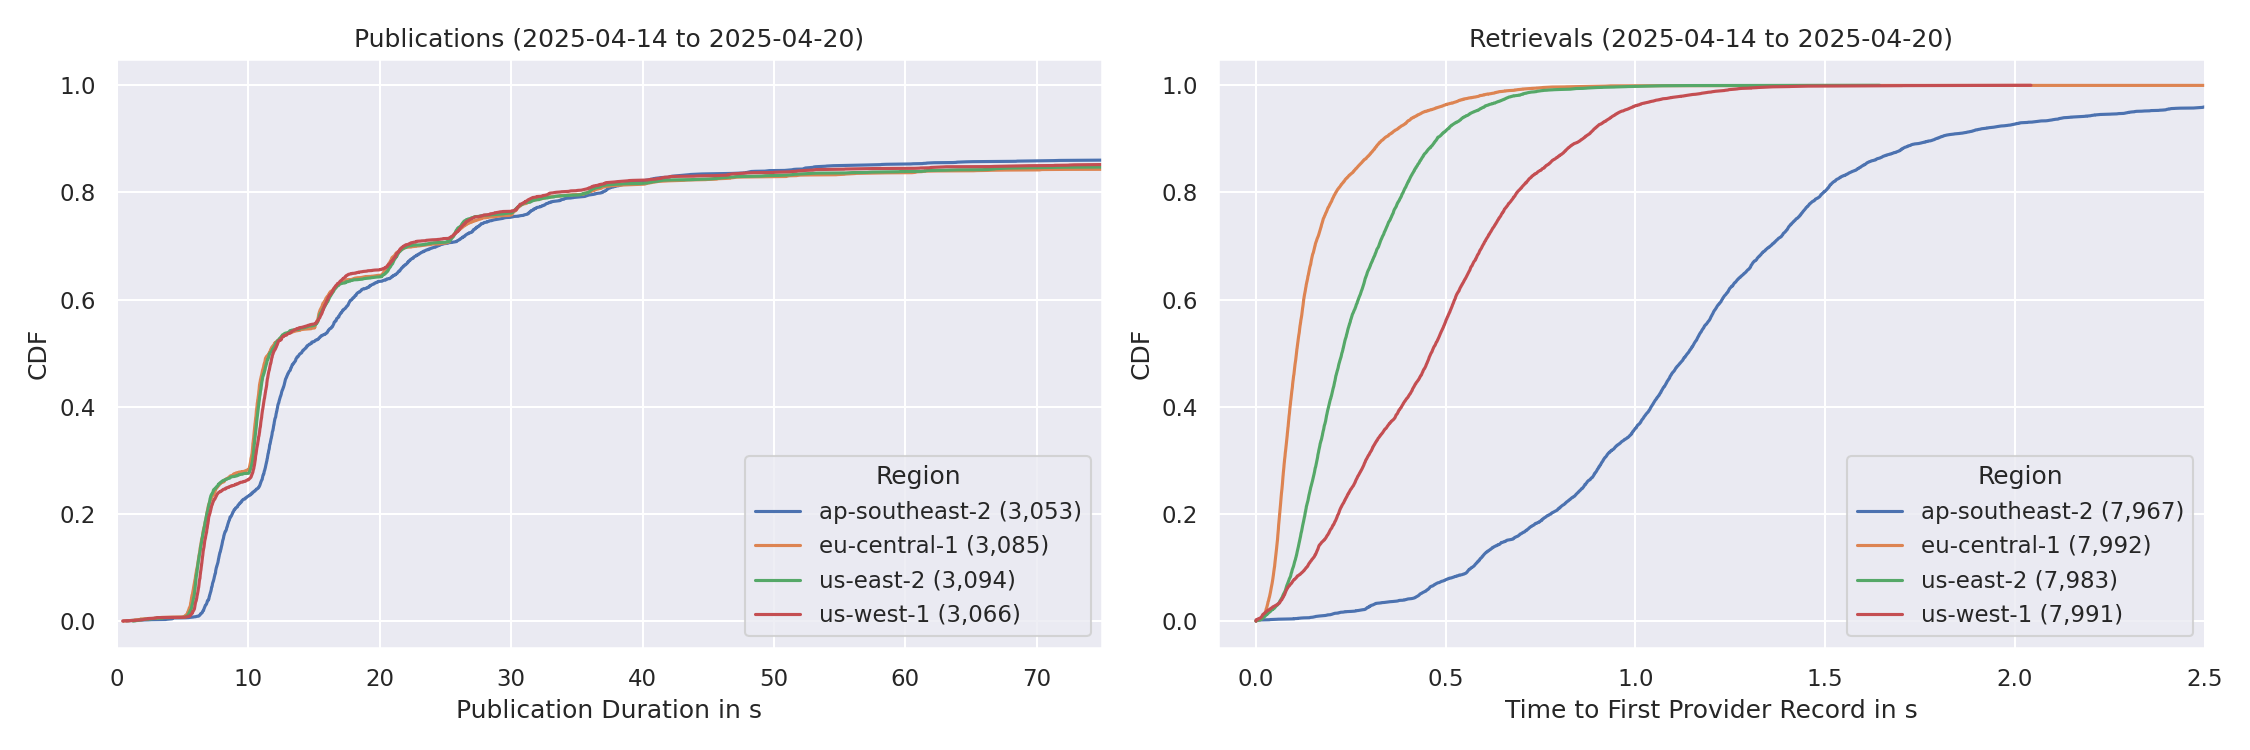 Publications (2025-04-14 to 2025-04-20)
CDF
1.0
0.8
0.6
0.4
0.2
0.0
0 10 20 30 40 50 60 70
Publication Duration in s
Region
ap-southeast-2 (3,053)
eu-central-1 (3,085)
us-east-2 (3,094)
us-west-1 (3,066)
Retrievals (2025-04-14 to 2025-04-20)
CDF
1.0
0.8
0.6
0.4
0.2
0.0
0.0 0.5 1.0 1.5 2.0 2.5
Time to First Provider Record in s
Region
ap-southeast-2 (7,967)
eu-central-1 (7,992)
us-east-2 (7,983)
us-west-1 (7,991)